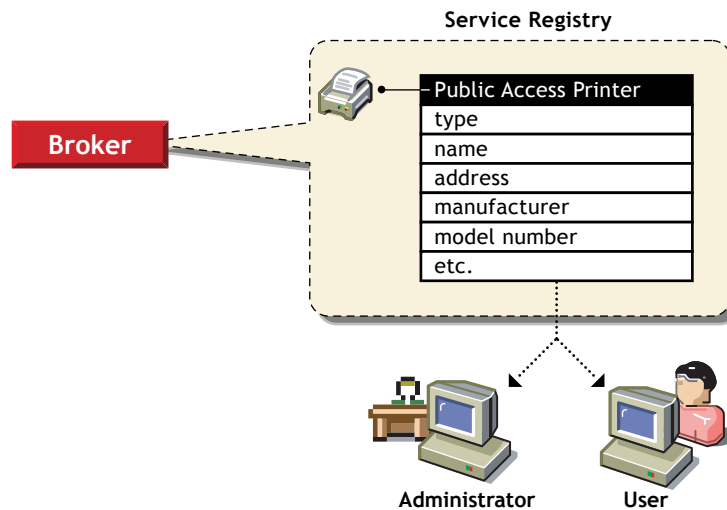 Service Registry
Public Access Printer
type
Broker
name
address
manufacturer
model number
etc.
Administrator
User